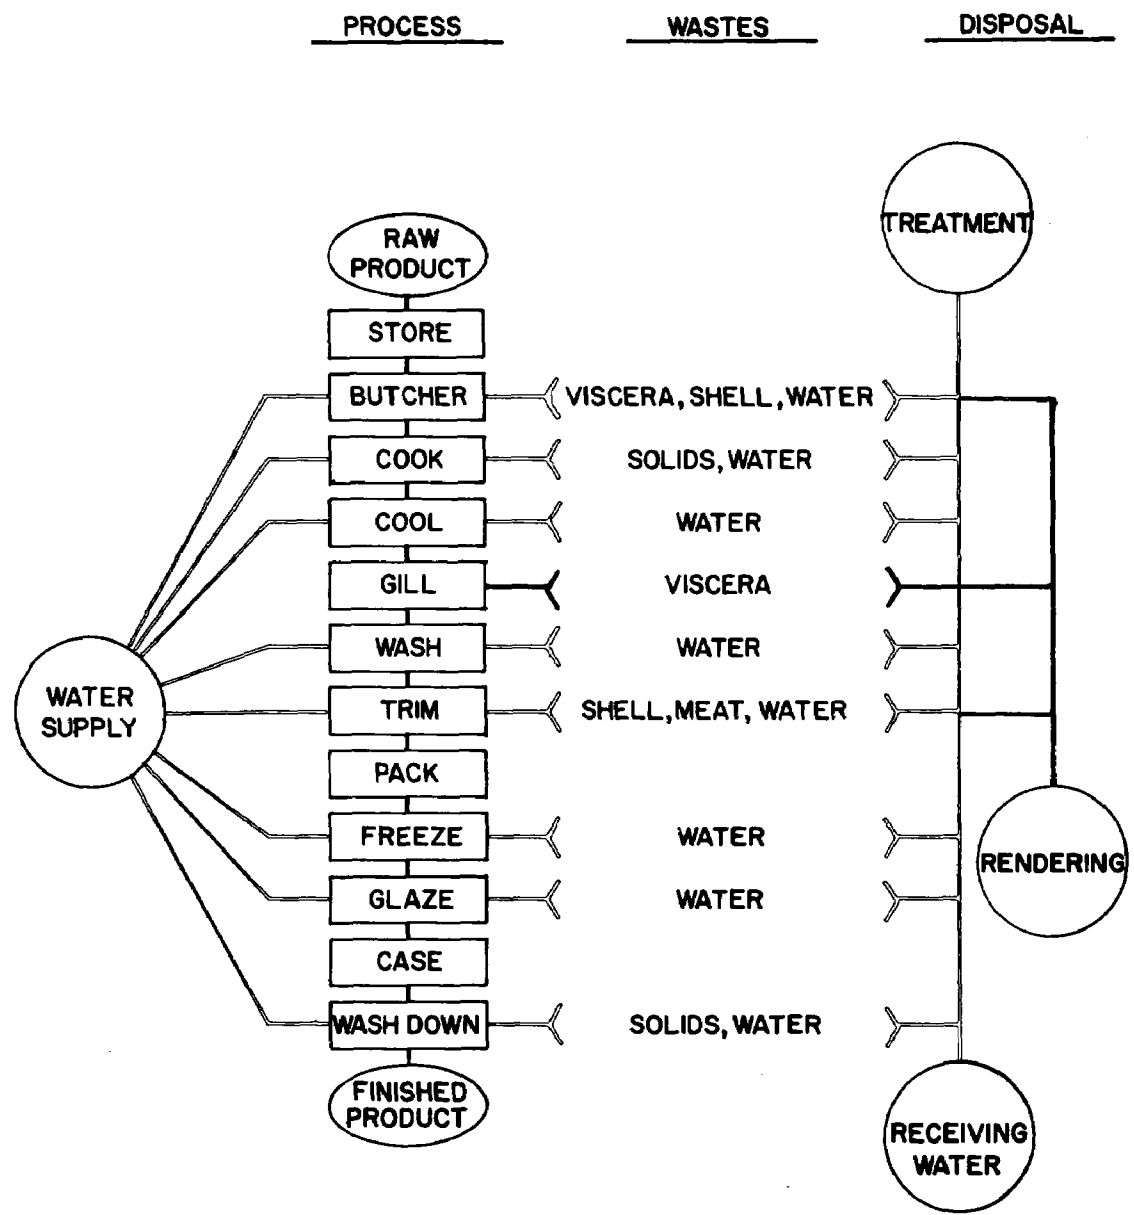 PROCESS
WASTES
DISPOSAL
TREATMENT
RAW
PRODUCT
STORE
BUTCHER
VISCERA, SHELL, WATER
COOK
SOLIDS, WATER
COOL
WATER
GILL
VISCERA
WASH
WATER
WATER
SUPPLY
TRIM
SHELL, MEAT, WATER
PACK
FREEZE
WATER
RENDERING
GLAZE
WATER
CASE
WASH DOWN
SOLIDS, WATER
FINISHED
PRODUCT
RECEIVING
WATER